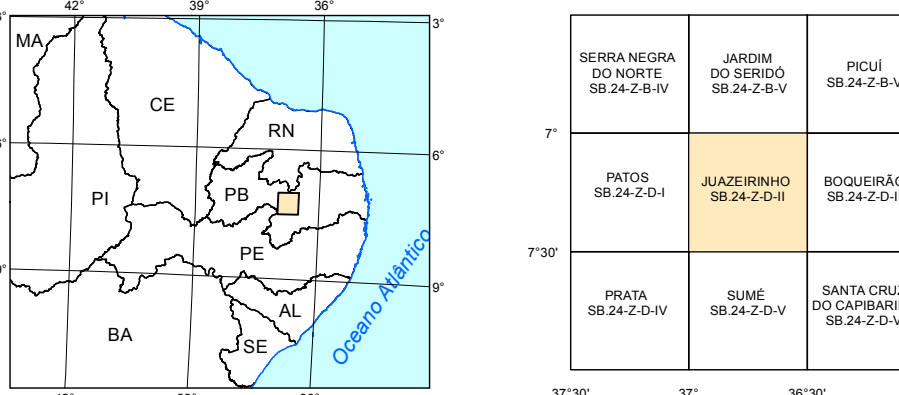 42 39 36
3°
MA
CE
RN
6°
PB
PI
PE
9°
AL
BA
SE
Oceano Atlântico
SERRA NEGRA
DO NORTE
SB.24-Z-B-IV
JARDIM
DO SERIDÓ
SB.24-Z-B-V
PICUÍ
7°
PATOS
SB.24-Z-D-I
JUAZEIRINHO
SB.24-Z-D-II
7°30'
PRATA
SB.24-Z-D-IV
SUMÉ
SB.24-Z-D-V
SANTA CRUZ
37°30' 37° 36°30'